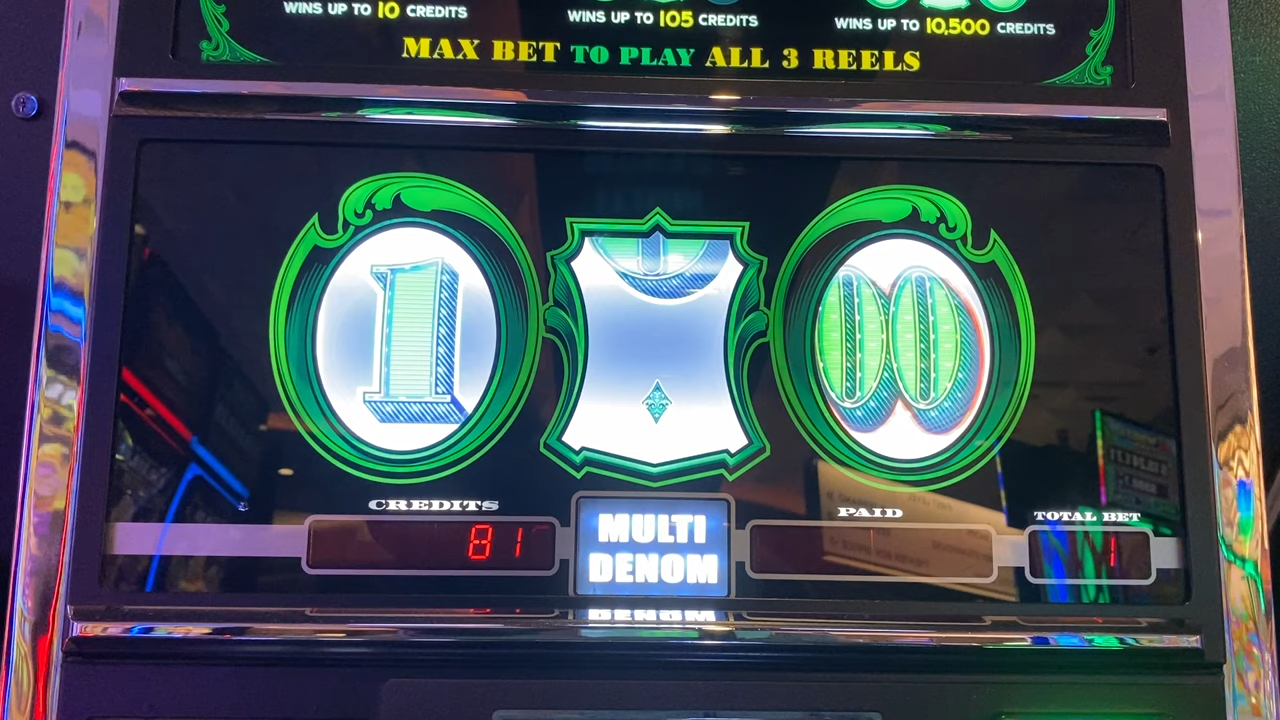 WINS UP TO 10 CREDITS
WINS UP TO 105 CREDITS
WINS UP TO 10,500 CREDITS
MAX BET TO PLAY ALL 3 REELS
1
0
00
CREDITS
81
MULTI
DENOM
PAID
TOTAL BET
1